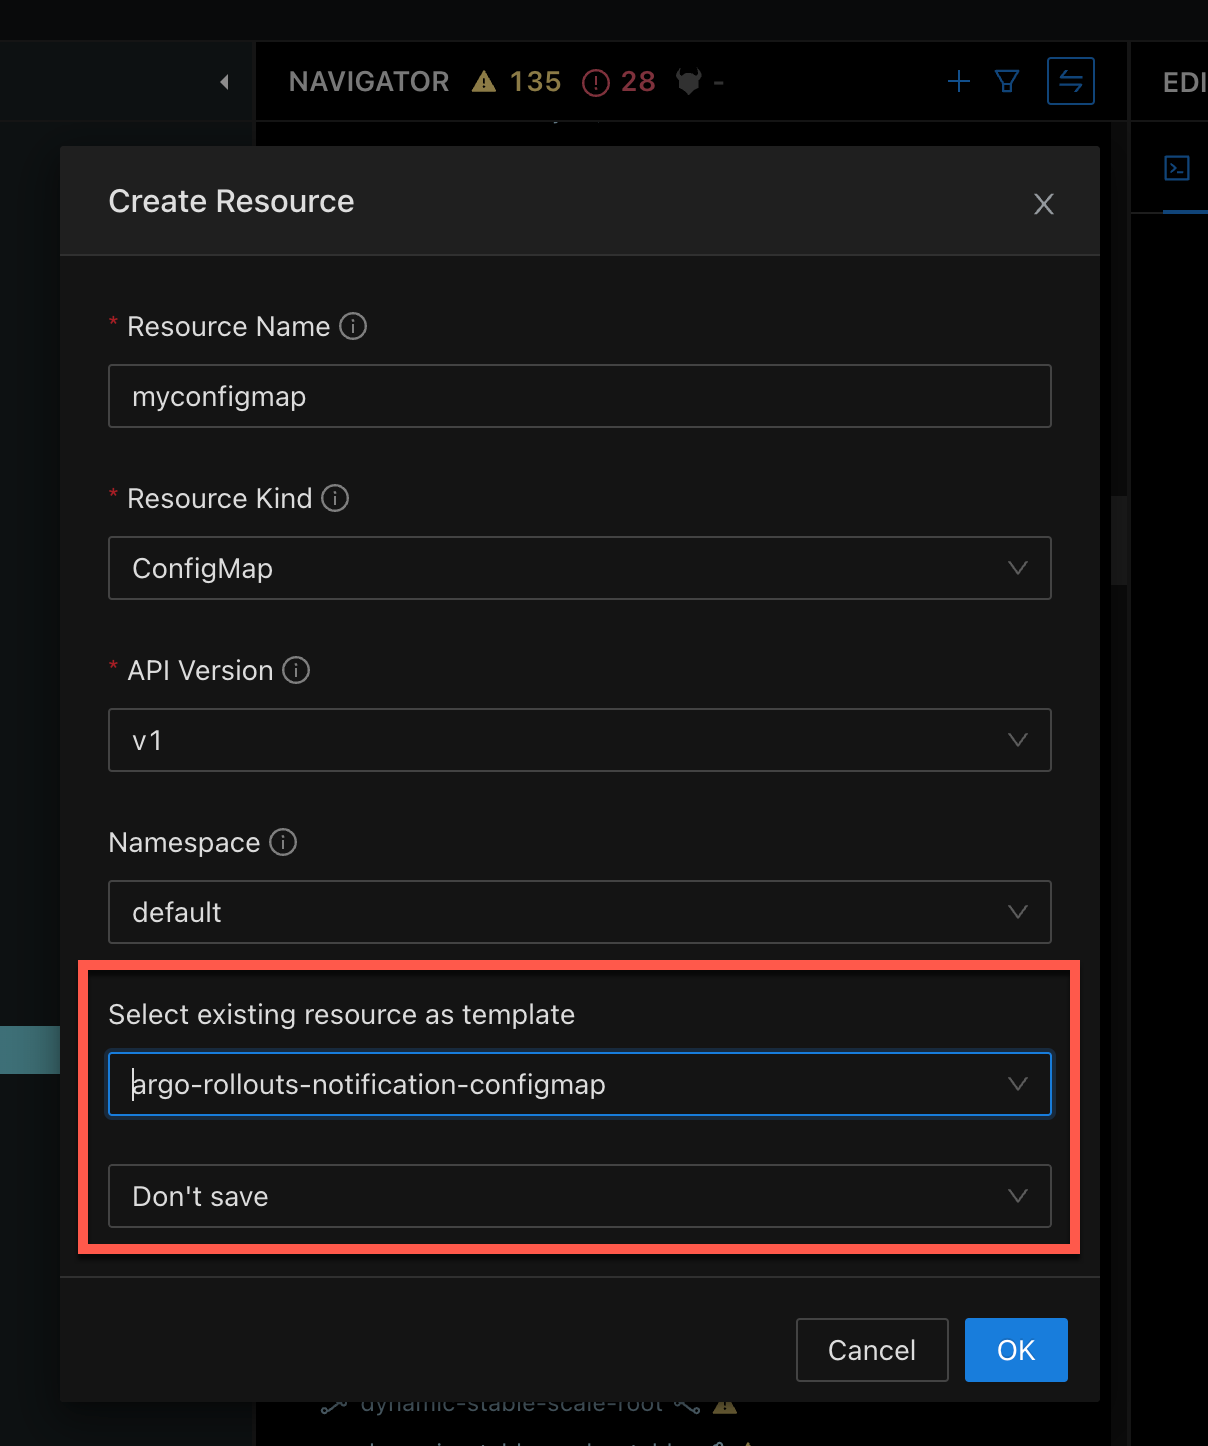 NAVIGATOR 135 28 -
EDI
Create Resource
* Resource Name
myconfigmap
* Resource Kind
ConfigMap
* API Version
v1
Namespace
default
Select existing resource as template
argo-rollouts-notification-configmap
Don't save
Cancel
OK
dynamic-stable-scale-root